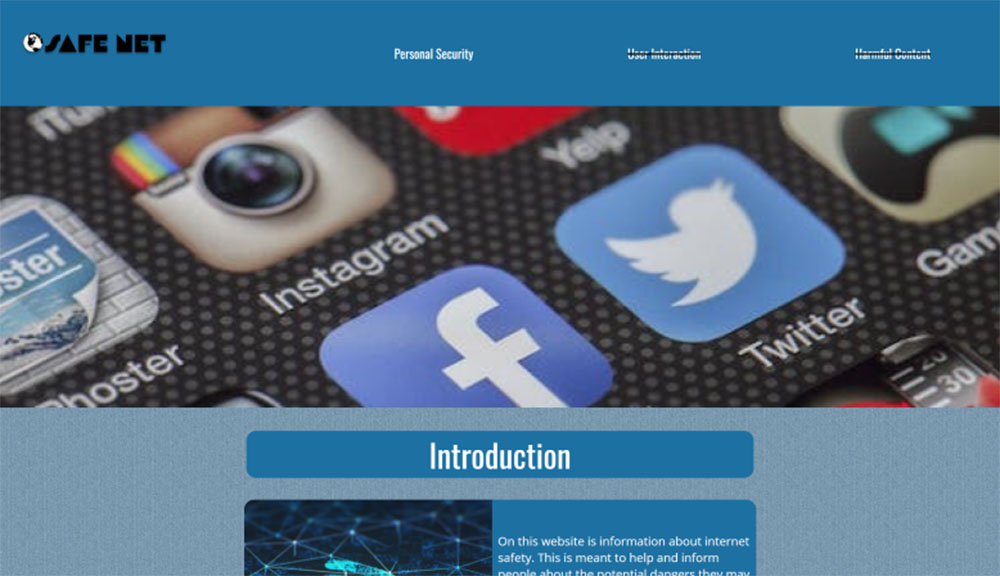 SAFE NET
Personal Security
User Interaction
Harmful Content
Yelp
Instagram
ster
Gam
Twitter
Phoster
20
30
Introduction
On this website is information about internet
safety. This is meant to help and inform
people about the potential dangers they may